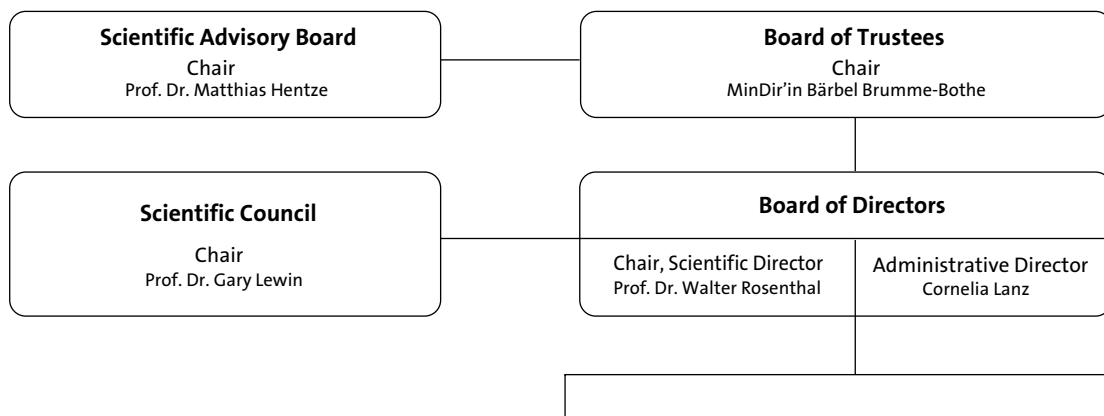 Scientific Advisory Board
Chair
Prof. Dr. Matthias Hentze
Board of Trustees
Chair
MinDir’in Bärbel Brumme-Bothe
Scientific Council
Chair
Prof. Dr. Gary Lewin
Board of Directors
Chair, Scientific Director
Prof. Dr. Walter Rosenthal
Administrative Director
Cornelia Lanz